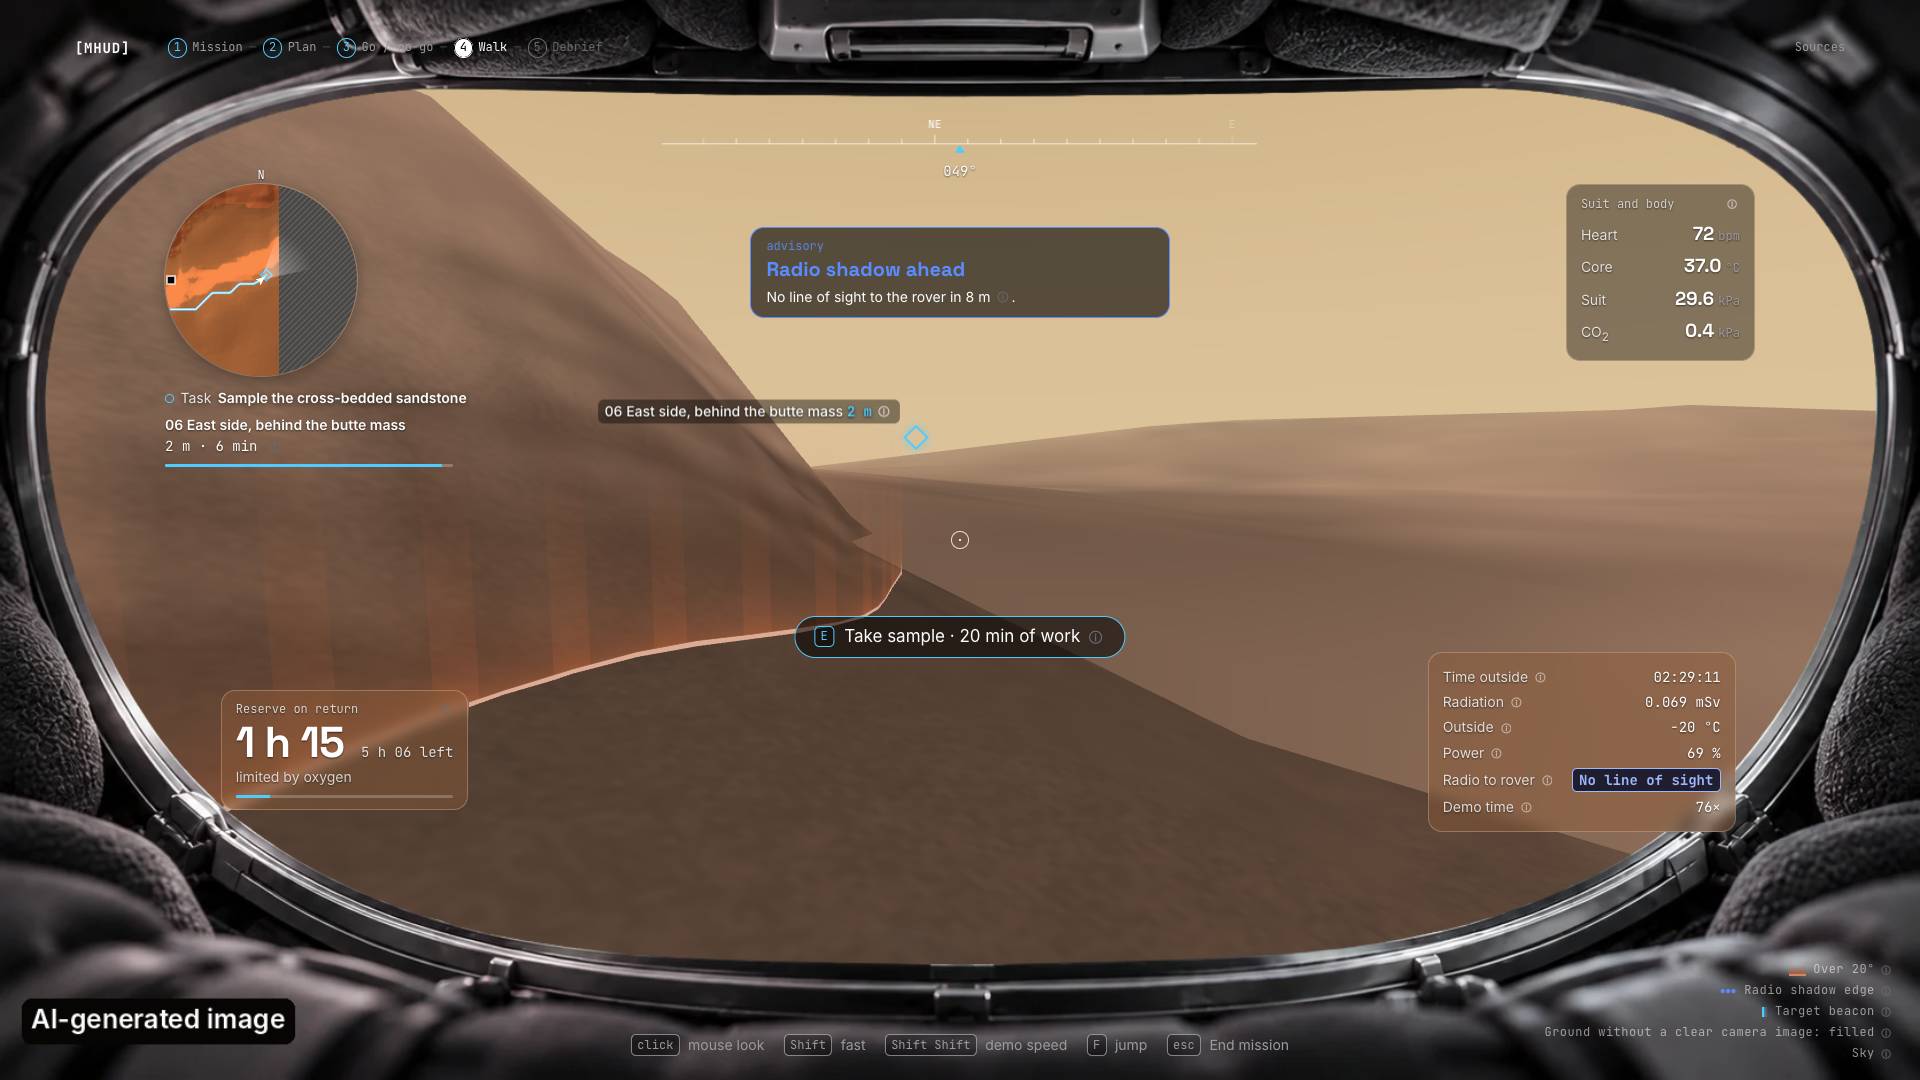 [MHUD]
1 Mission – 2 Plan – 3 Go / no-go – 4 Walk – 5 Debrief
Sources
NE
E
049°
N
advisory
Radio shadow ahead
No line of sight to the rover in 8 m ⓘ.
Suit and body ⓘ
Heart 72 bpm
Core 37.0 °C
Suit 29.6 kPa
CO2 0.4 kPa
Task Sample the cross-bedded sandstone
06 East side, behind the butte mass
2 m · 6 min
06 East side, behind the butte mass 2 m ⓘ
E Take sample · 20 min of work ⓘ
Reserve on return
1 h 15 5 h 06 left
limited by oxygen
Time outside ⓘ 02:29:11
Radiation ⓘ 0.069 mSv
Outside ⓘ -20 °C
Power ⓘ 69 %
Radio to rover ⓘ No line of sight
Demo time ⓘ 76×
Over 20° ⓘ
Radio shadow edge ⓘ
Target beacon ⓘ
Ground without a clear camera image: filled ⓘ
Sky ⓘ
AI-generated image
click mouse look Shift fast Shift Shift demo speed F jump esc End mission